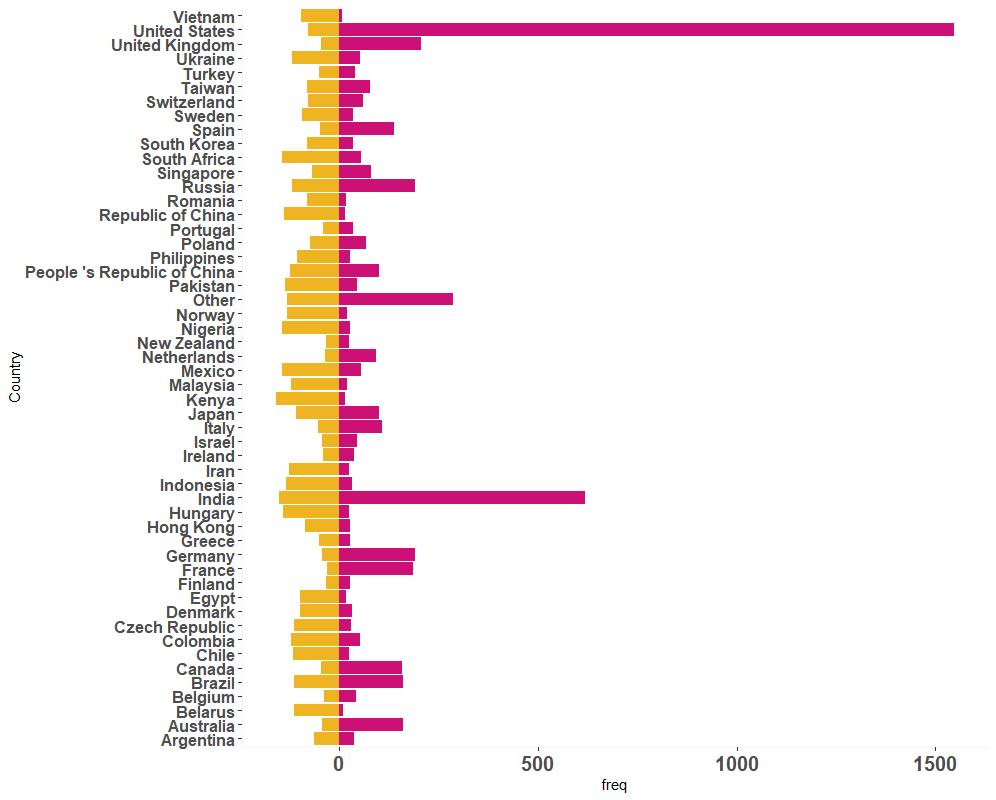 Vietnam
United States
United Kingdom
Ukraine
Turkey
Taiwan
Switzerland
Sweden
Spain
South Korea
South Africa
Singapore
Russia
Romania
Republic of China
Portugal
Poland
Philippines
People 's Republic of China
Pakistan
Other
Norway
Nigeria
New Zealand
Netherlands
Mexico
Malaysia
Kenya
Japan
Italy
Israel
Ireland
Iran
Indonesia
India
Hungary
Hong Kong
Greece
Germany
France
Finland
Egypt
Denmark
Czech Republic
Colombia
Chile
Canada
Brazil
Belgium
Belarus
Australia
Argentina
Country
0 500 1000 1500
freq